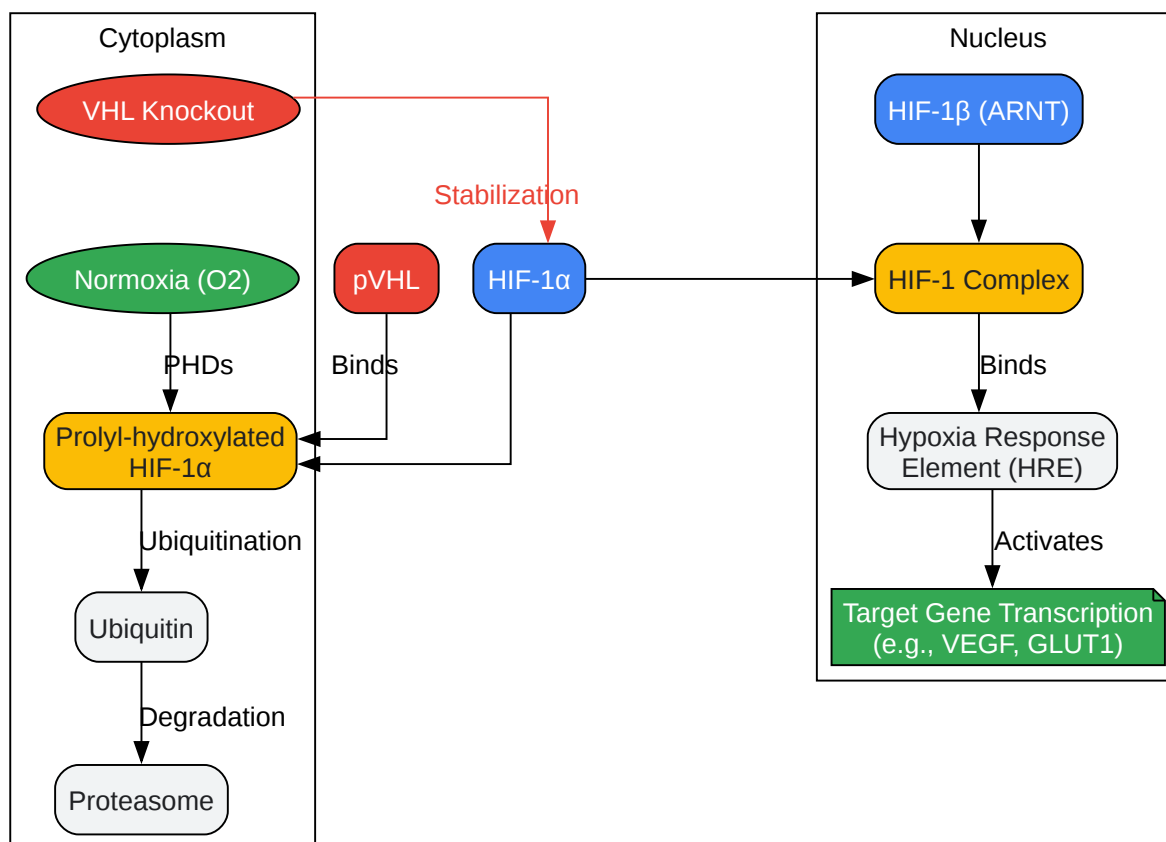 Cytoplasm
Nucleus
VHL Knockout
HIF-1β (ARNT)
Stabilization
Normoxia (O2)
pVHL
HIF-1α
HIF-1 Complex
PHDs
Binds
Binds
Prolyl-hydroxylated
HIF-1α
Hypoxia Response
Element (HRE)
Ubiquitination
Activates
Ubiquitin
Target Gene Transcription
(e.g., VEGF, GLUT1)
Degradation
Proteasome